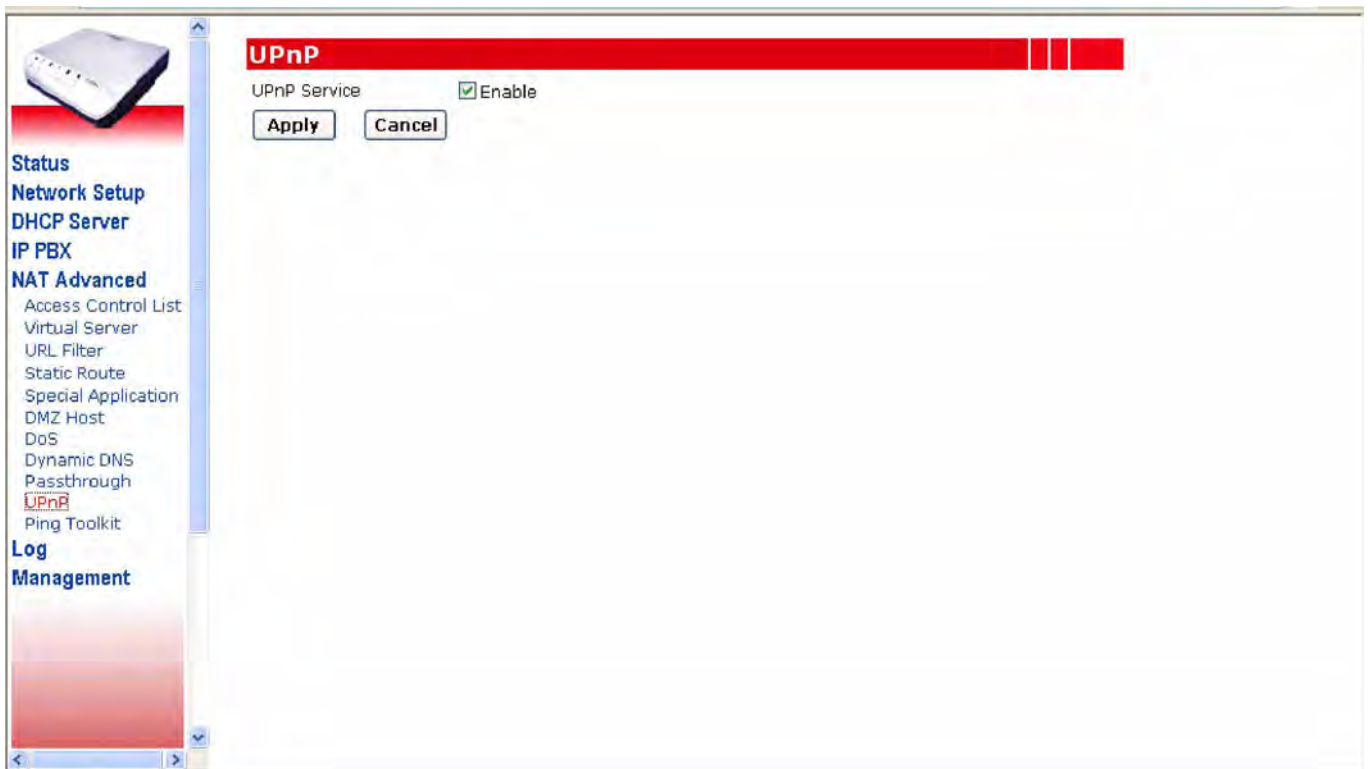 UPnP
UPnP Service Enable
Apply Cancel
Status
Network Setup
DHCP Server
IP PBX
NAT Advanced
Access Control List
Virtual Server
URL Filter
Static Route
Special Application
DMZ Host
DoS
Dynamic DNS
Passthrough
UPnP
Ping Toolkit
Log
Management